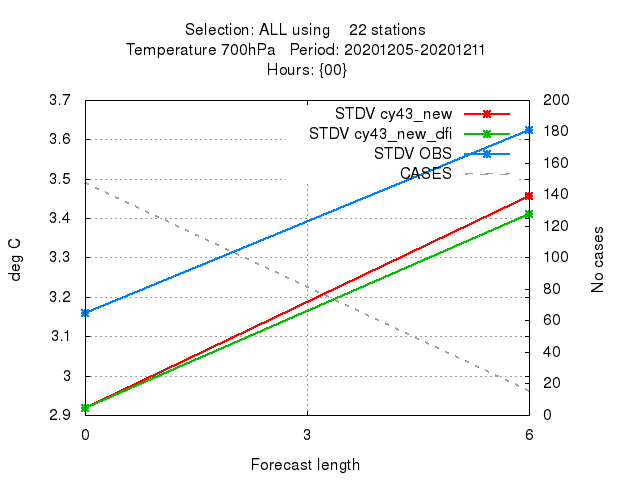 Selection: ALL using    22 stations
Temperature 700hPa   Period: 20201205-20201211
Hours: {00}
3.7
3.6
3.5
3.4
3.3
3.2
3.1
3
2.9
deg C
STDV cy43_new
STDV cy43_new_dfi
STDV OBS
CASES
200
180
160
140
120
100
80
60
40
20
0
No cases
0
3
6
Forecast length